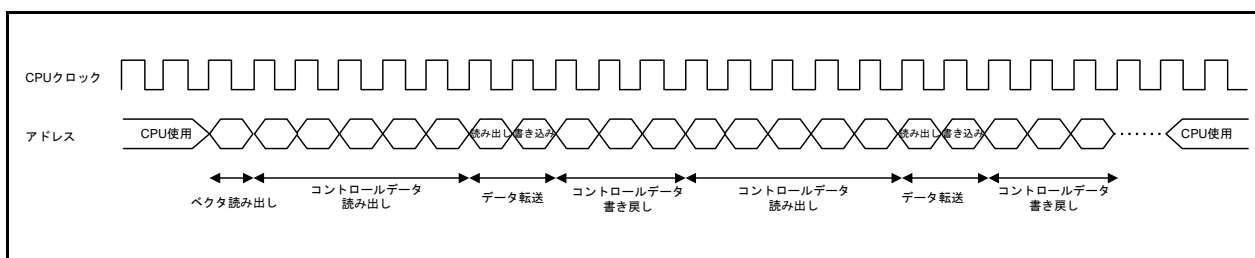 CPUクロック
アドレス
CPU使用
読み出し
書き込み
読み出し
書き込み
CPU使用
ベクタ読み出し
コントロールデータ
読み出し
データ転送
コントロールデータ
書き戻し
コントロールデータ
読み出し
データ転送
コントロールデータ
書き戻し